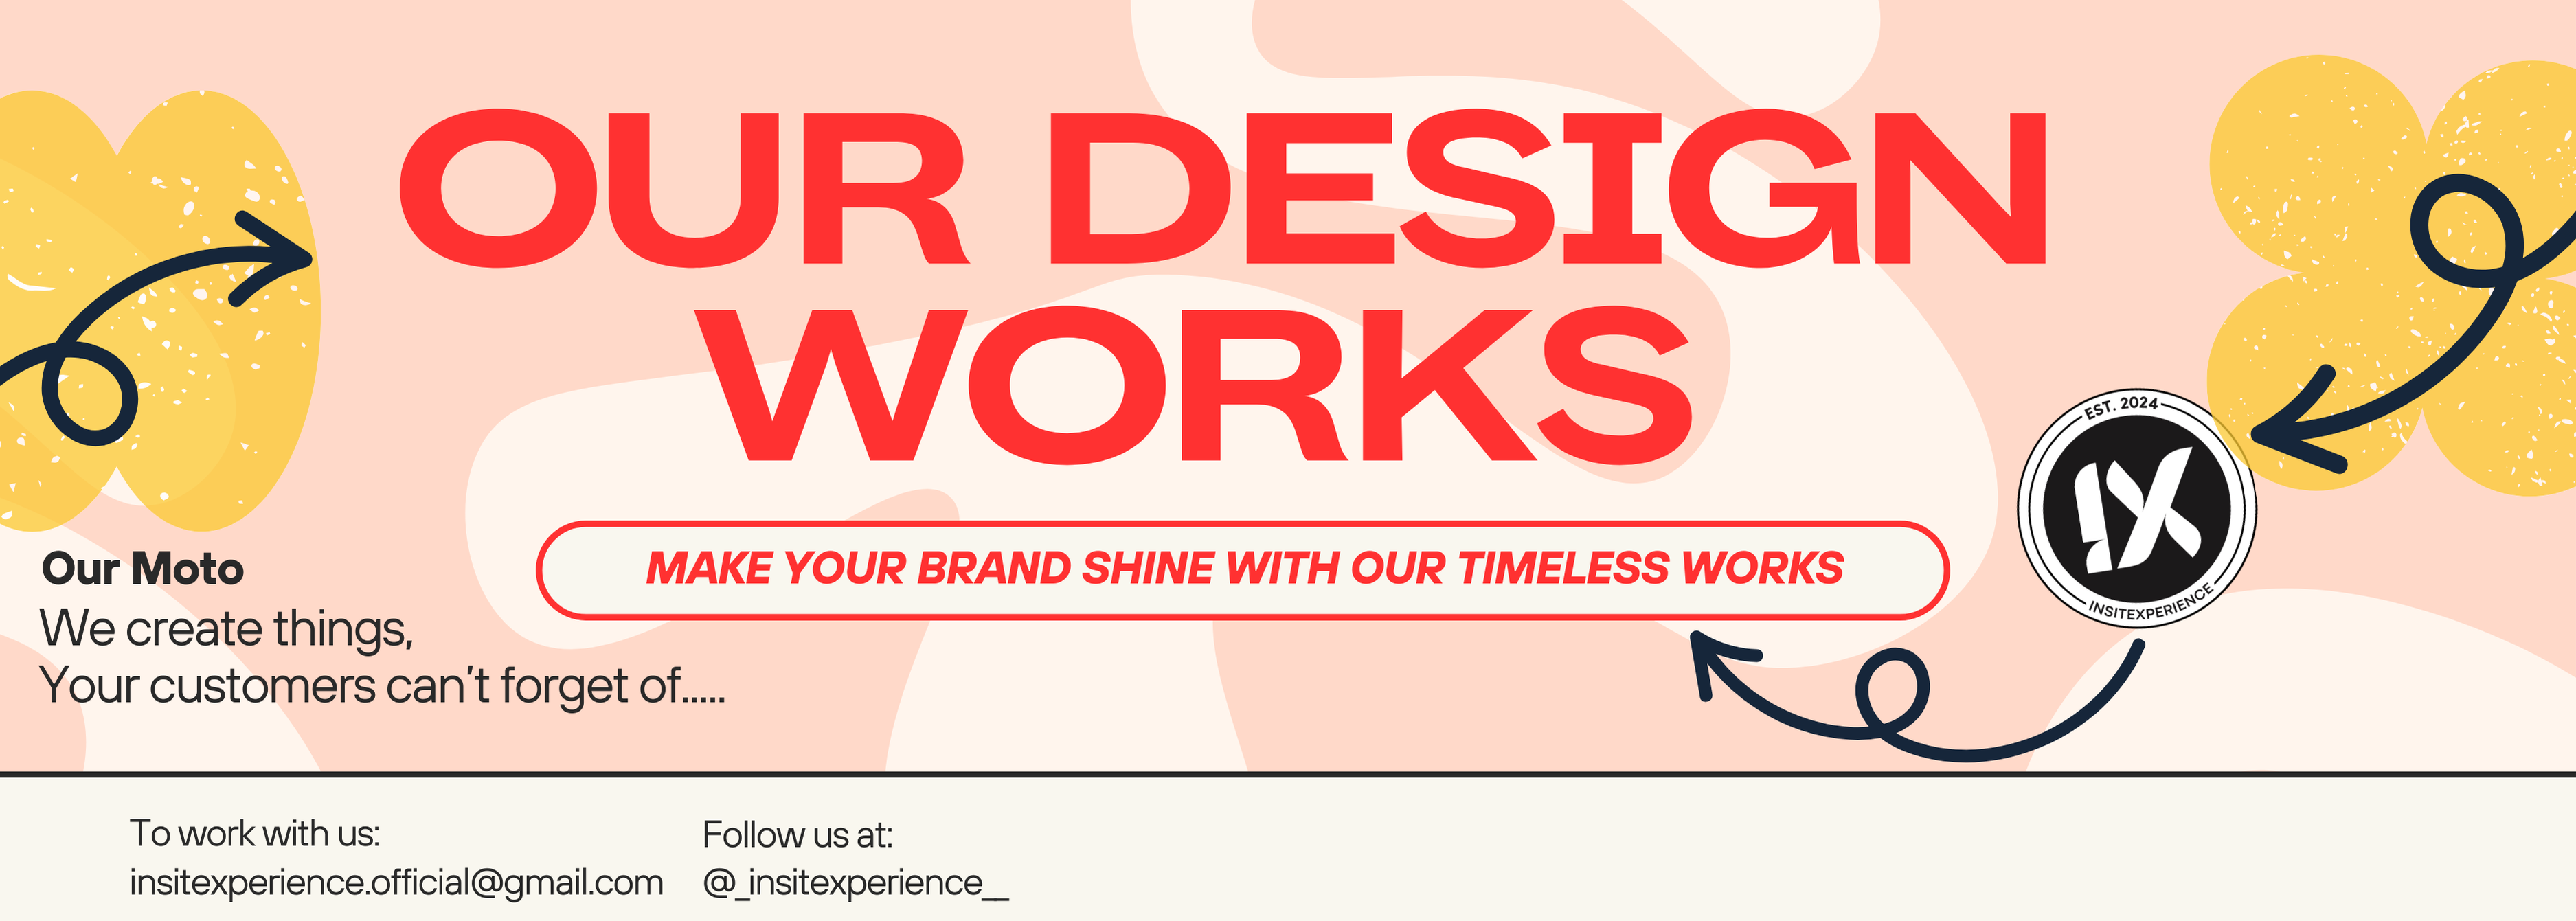 OUR DESIGN
WORKS
MAKE YOUR BRAND SHINE WITH OUR TIMELESS WORKS
EST. 2024
IX
INSITEXPERIENCE
Our Moto
We create things,
Your customers can't forget of.....
To work with us:
insitexperience.official@gmail.com
Follow us at:
@_insitexperience__